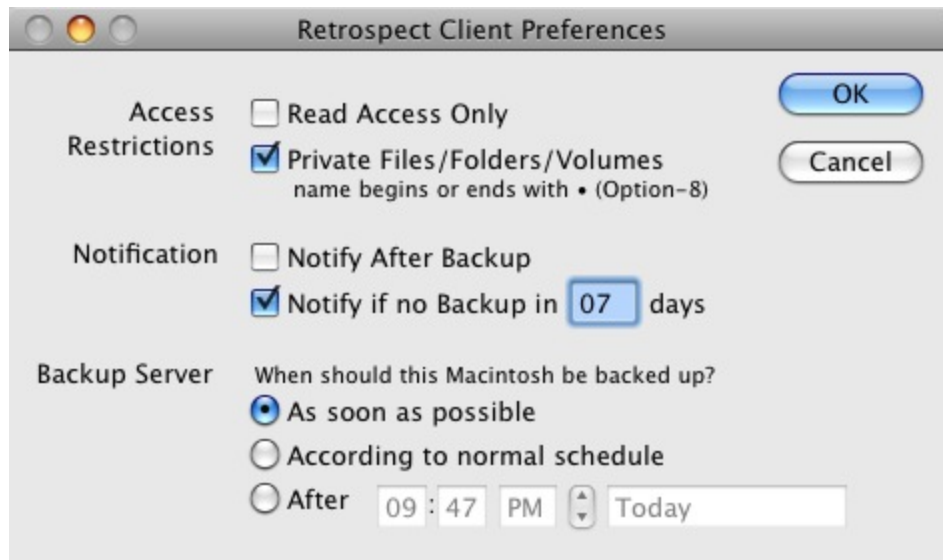 Retrospect Client Preferences
Access Restrictions
Read Access Only
Private Files/Folders/Volumes
name begins or ends with • (Option-8)
OK
Cancel
Notification
Notify After Backup
Notify if no Backup in 07 days
Backup Server
When should this Macintosh be backed up?
As soon as possible
According to normal schedule
After 09 : 47 PM Today